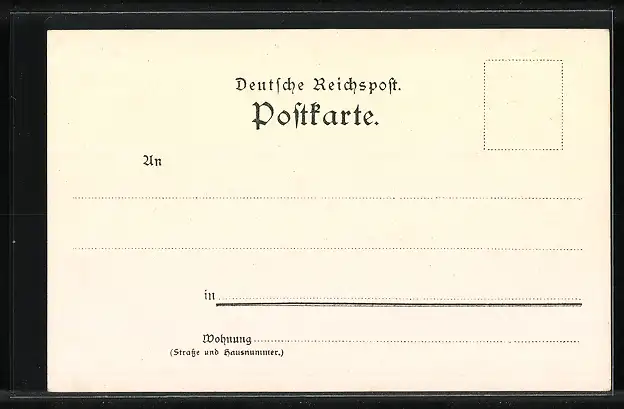 Deutſche Reichspoſt.
Poſtkarte.
An
in
Wohnung
(Straße und Hausnummer.)